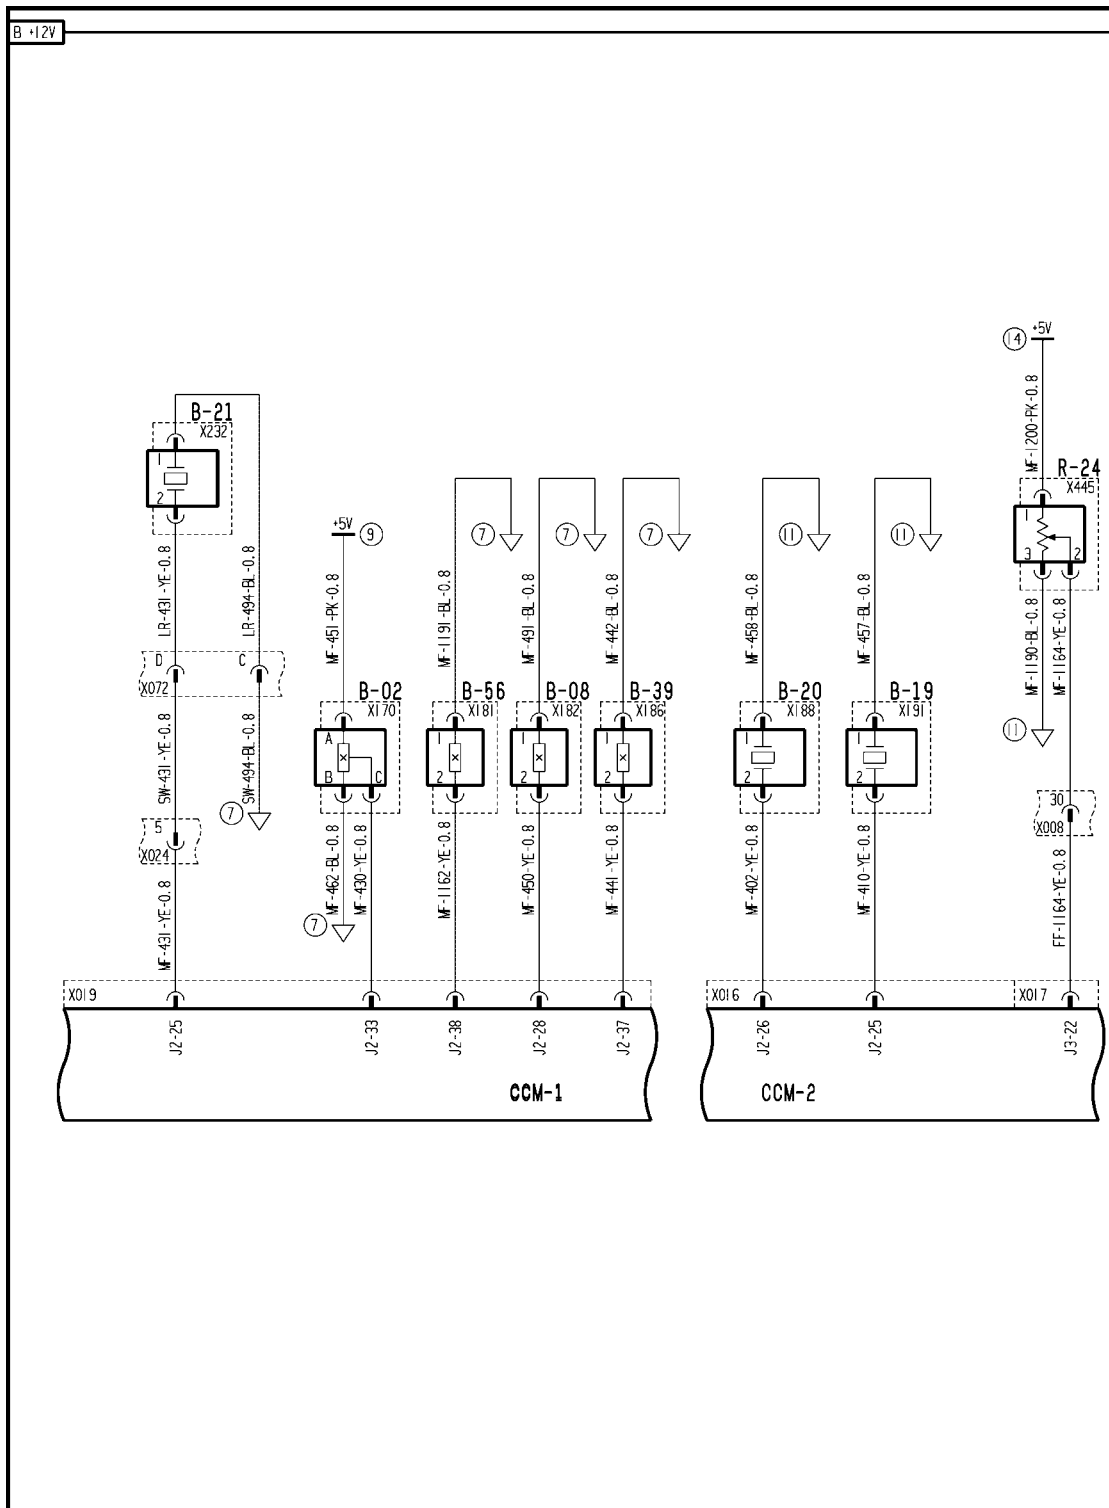 B +12V
14
+5V
MF-1200-PK-0.8
B-21
X232
1
2
R-24
X445
1
3
2
+5V
9
7
7
7
11
11
LR-431-YE-0.8
LR-494-BL-0.8
MF-451-PK-0.8
MF-1191-BL-0.8
MF-491-BL-0.8
MF-442-BL-0.8
MF-458-BL-0.8
MF-457-BL-0.8
MF-1190-BL-0.8
MF-1164-YE-0.8
D
C
X072
B-02
X170
A
B
C
B-56
X181
1
2
B-08
X182
1
2
B-39
X186
1
2
B-20
X188
1
2
B-19
X191
1
2
11
SW-431-YE-0.8
SW-494-BL-0.8
7
5
X024
30
X008
MF-431-YE-0.8
MF-462-BL-0.8
MF-430-YE-0.8
7
MF-1162-YE-0.8
MF-450-YE-0.8
MF-441-YE-0.8
MF-402-YE-0.8
MF-410-YE-0.8
FF-1164-YE-0.8
X019
X016
X017
J2-25
J2-33
J2-38
J2-28
J2-37
J2-26
J2-25
J3-22
CCM-1
CCM-2